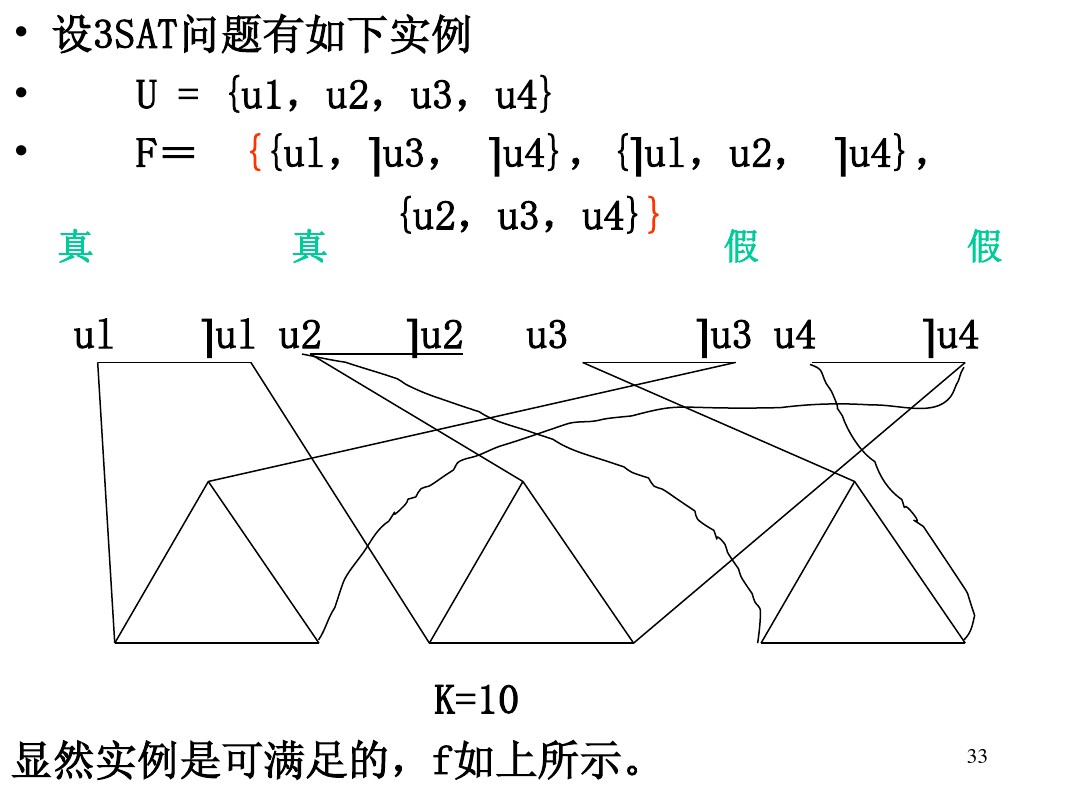 • 设3SAT问题有如下实例
• U = {u1，u2，u3，u4}
• F＝ {{u1，⎤u3， ⎤u4}，{⎤u1，u2， ⎤u4}，
{u2，u3，u4}}
真 真 假 假
u1 ⎤u1 u2 ⎤u2 u3 ⎤u3 u4 ⎤u4
K=10
显然实例是可满足的，f如上所示。
33